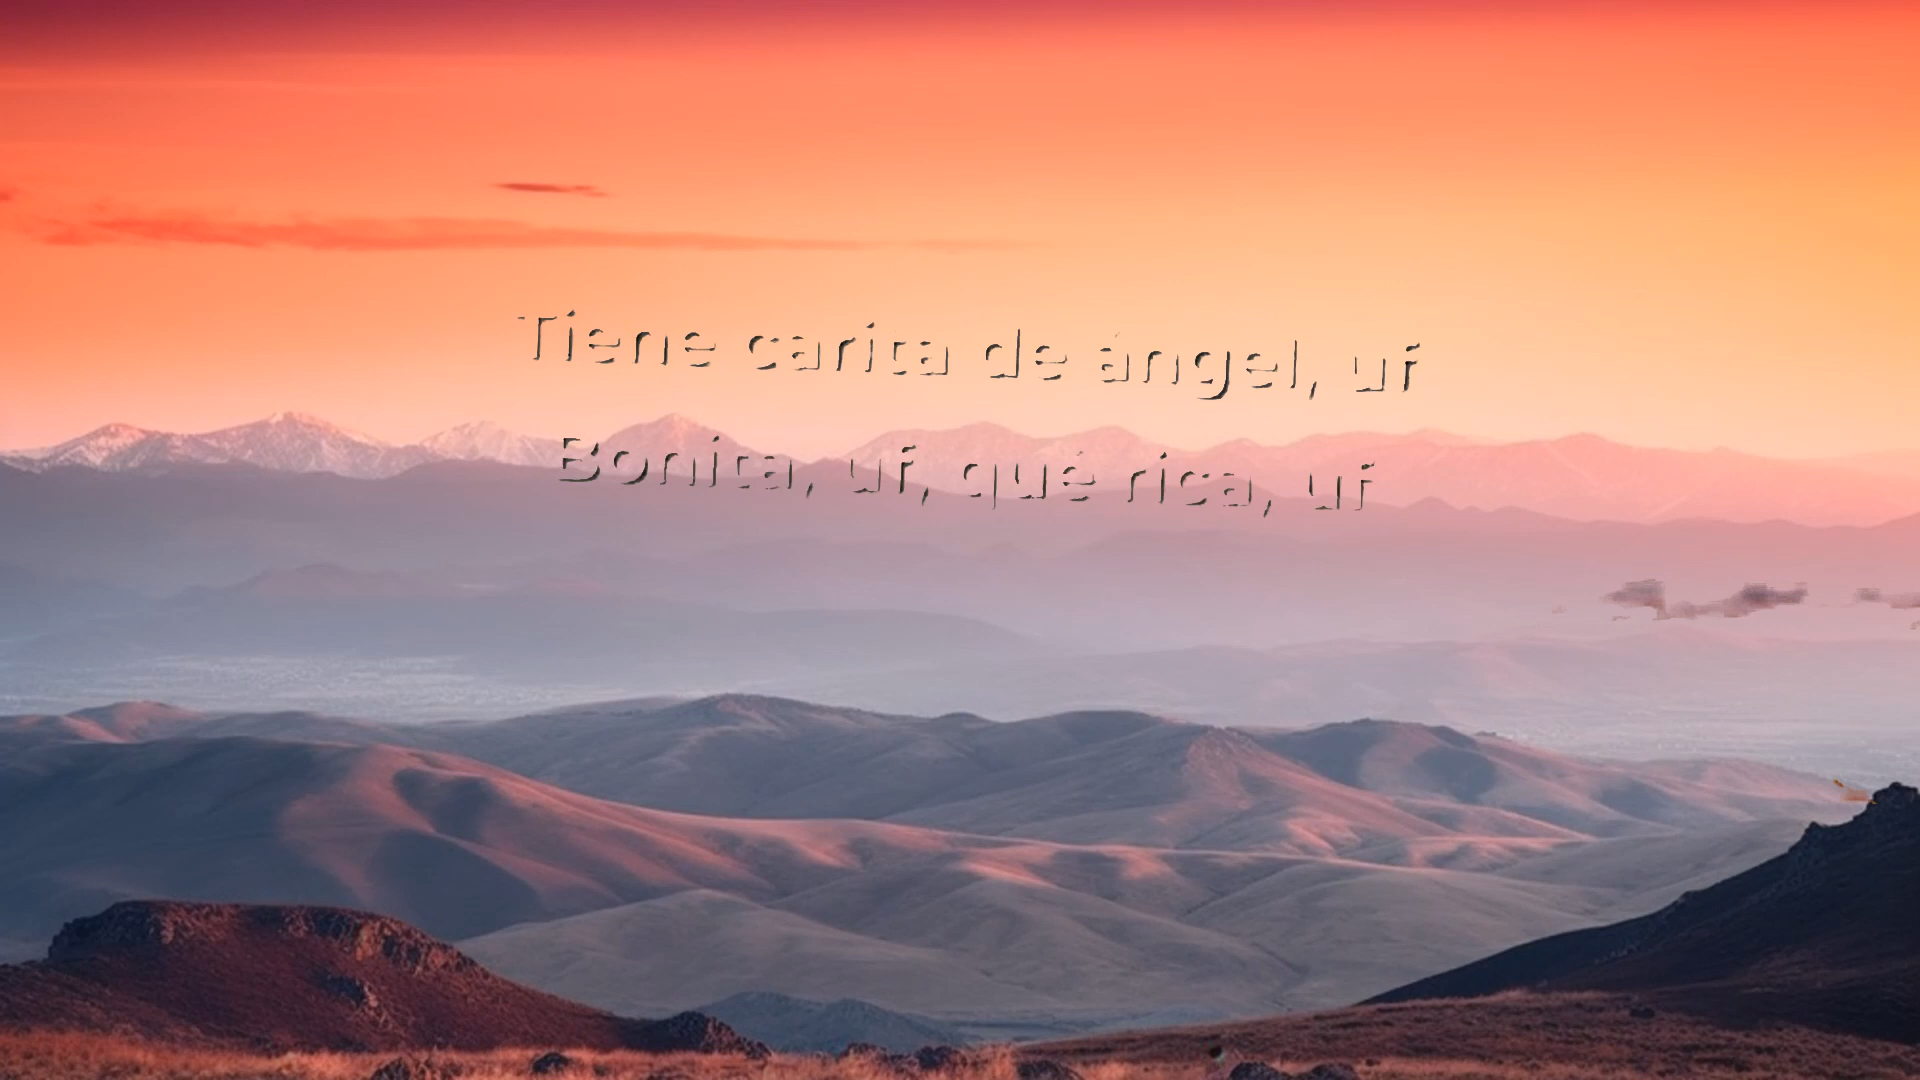 Tiene carita de ángel, uf
Bonita, uf, qué rica, uf